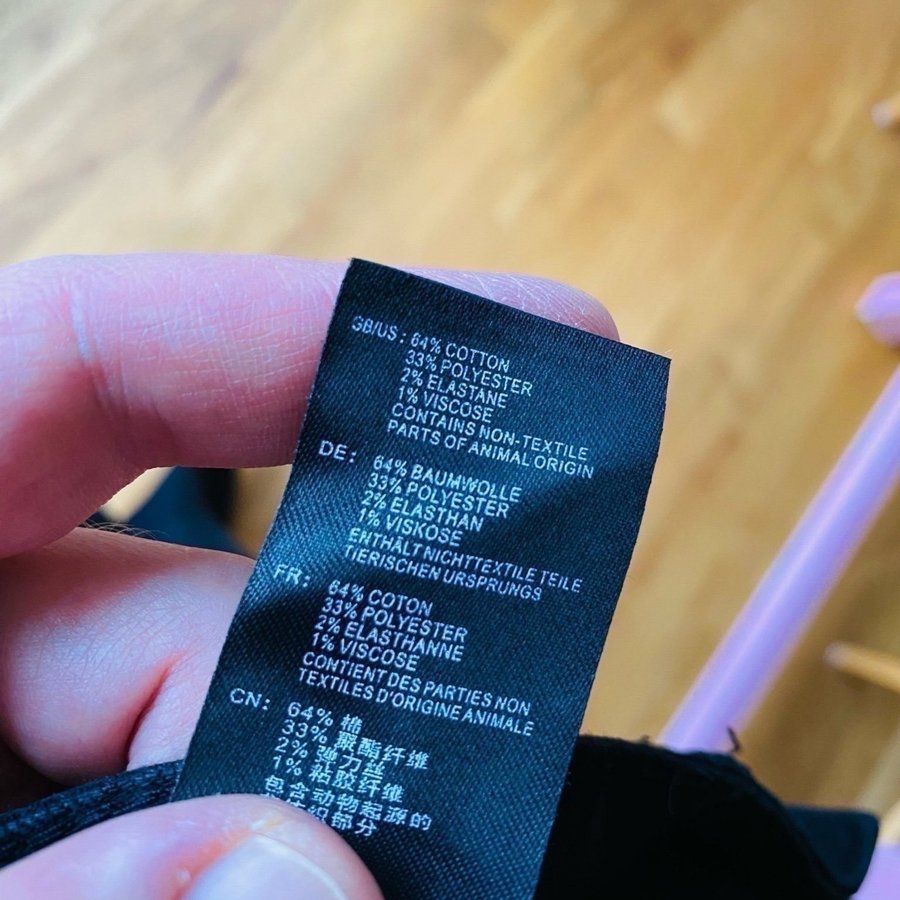 GB/US: 64% COTTON
33% POLYESTER
2% ELASTANE
1% VISCOSE
CONTAINS NON-TEXTILE
PARTS OF ANIMAL ORIGIN
DE: 64% BAUMWOLLE
33% POLYESTER
2% ELASTHAN
1% VISKOSE
ENTHÄLT NICHTTEXTILE TEILE
TIERISCHEN URSPRUNGS
FR: 64% COTON
33% POLYESTER
2% ELASTHANNE
1% VISCOSE
CONTIENT DES PARTIES NON
TEXTILES D'ORIGINE ANIMALE
CN: 64% 棉
33% 聚酯纤维
2% 弹力丝
1% 粘胶纤维
包含动物起源的
部分